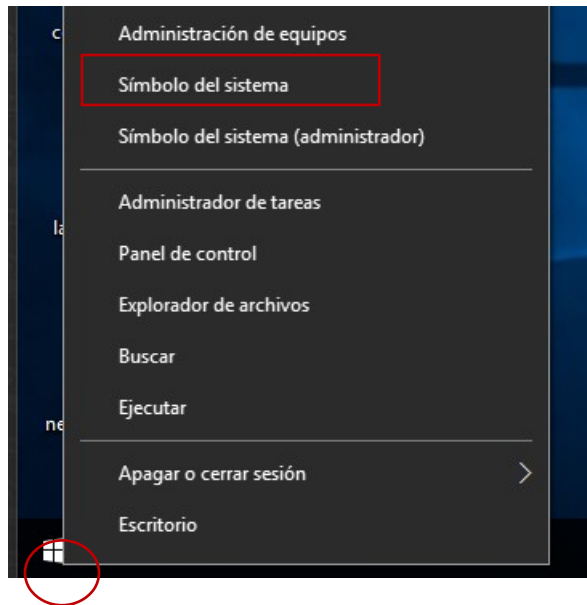 Administración de equipos
Símbolo del sistema
Símbolo del sistema (administrador)
Administrador de tareas
Panel de control
Explorador de archivos
Buscar
Ejecutar
Apagar o cerrar sesión
Escritorio